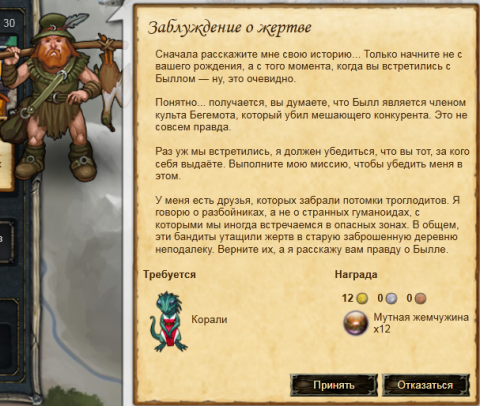 30
Заблуждение о жертве
Сначала расскажите мне свою историю... Только начните не с
вашего рождения, а с того момента, когда вы встретились с
Быллом — ну, это очевидно.
Понятно... получается, вы думаете, что Былл является членом
культа Бегемота, который убил мешающего конкурента. Это не
совсем правда.
Раз уж мы встретились, я должен убедиться, что вы тот, за кого
себя выдаёте. Выполните мою миссию, чтобы убедить меня в
этом.
У меня есть друзья, которых забрали потомки троглодитов. Я
говорю о разбойниках, а не о странных гуманоидах, с
которыми мы иногда встречаемся в опасных зонах. В общем,
эти бандиты утащили жертв в старую заброшенную деревню
неподалеку. Верните их, а я расскажу вам правду о Былле.
Требуется
Награда
12 0 0
Корали
Мутная жемчужина
x12
Принять
Отказаться